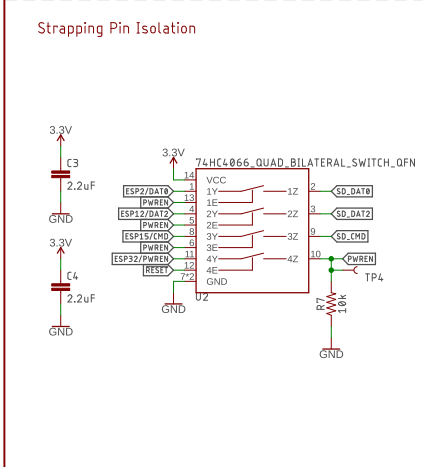 Strapping Pin Isolation
3.3V
C3
2.2uF
GND
3.3V
C4
2.2uF
GND
3.3V
74HC4066_QUAD_BILATERAL_SWITCH_QFN
14 VCC
ESP2/DAT0 1 1Y 1Z 2 SD_DAT0
PWREN 13 1E
ESP12/DAT2 4 2Y 2Z 3 SD_DAT2
PWREN 5 2E
ESP15/CMD 8 3Y 3Z 9 SD_CMD
PWREN 6 3E
ESP32/PWREN 11 4Y 4Z 10 PWREN
RESET 12 4E
7*2 GND
TP4
U2
GND
R7
10k
GND